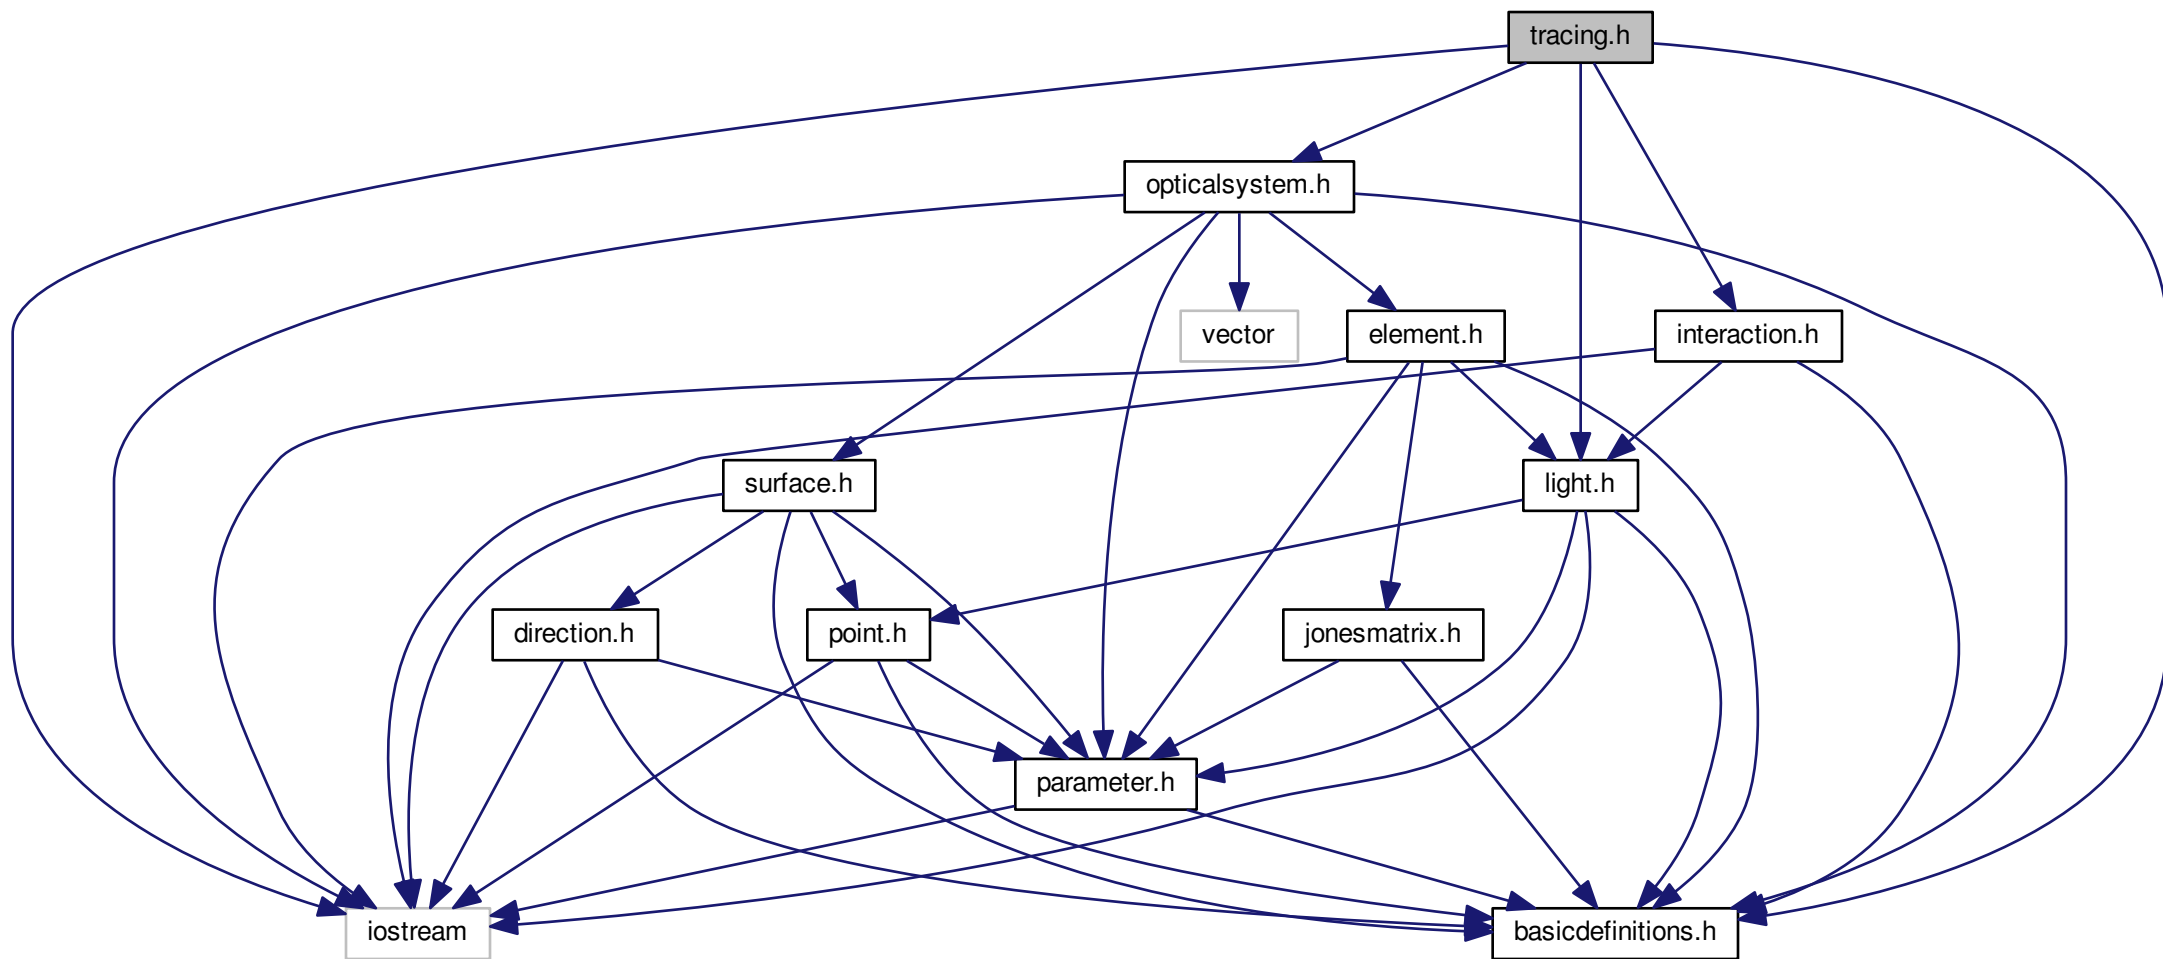 tracing.h
opticalsystem.h
vector
element.h
interaction.h
surface.h
light.h
direction.h
point.h
jonesmatrix.h
parameter.h
iostream
basicdefinitions.h